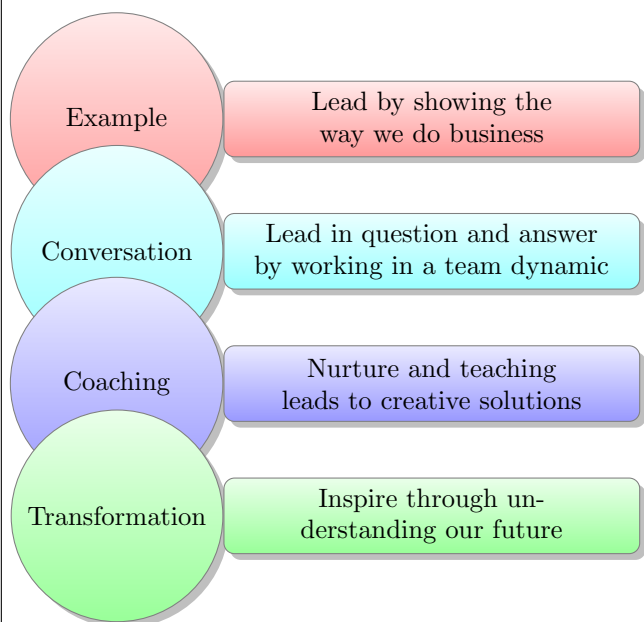 Example
Lead by showing the
way we do business
Conversation
Lead in question and answer
by working in a team dynamic
Coaching
Nurture and teaching
leads to creative solutions
Transformation
Inspire through un-
derstanding our future